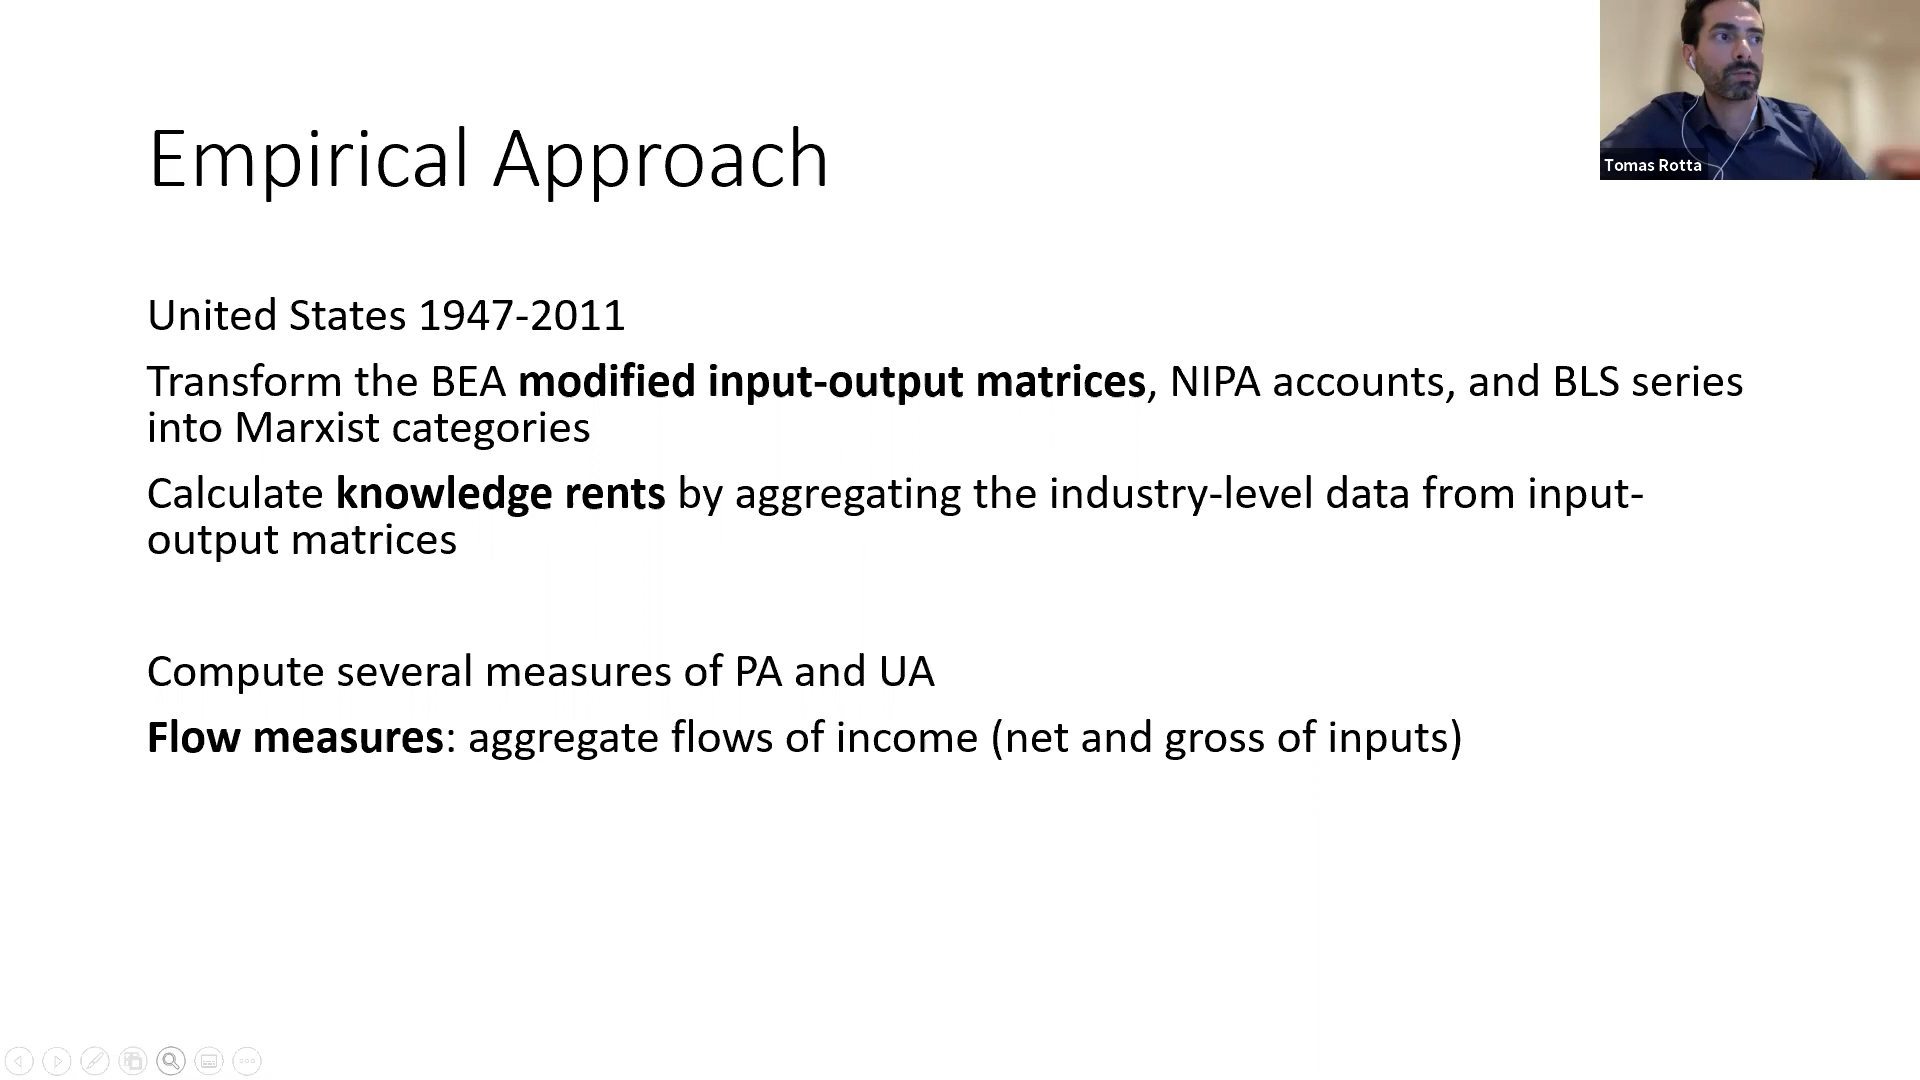 Empirical Approach
Tomas Rotta
United States 1947-2011
Transform the BEA modified input-output matrices, NIPA accounts, and BLS series
into Marxist categories
Calculate knowledge rents by aggregating the industry-level data from input-
output matrices
Compute several measures of PA and UA
Flow measures: aggregate flows of income (net and gross of inputs)